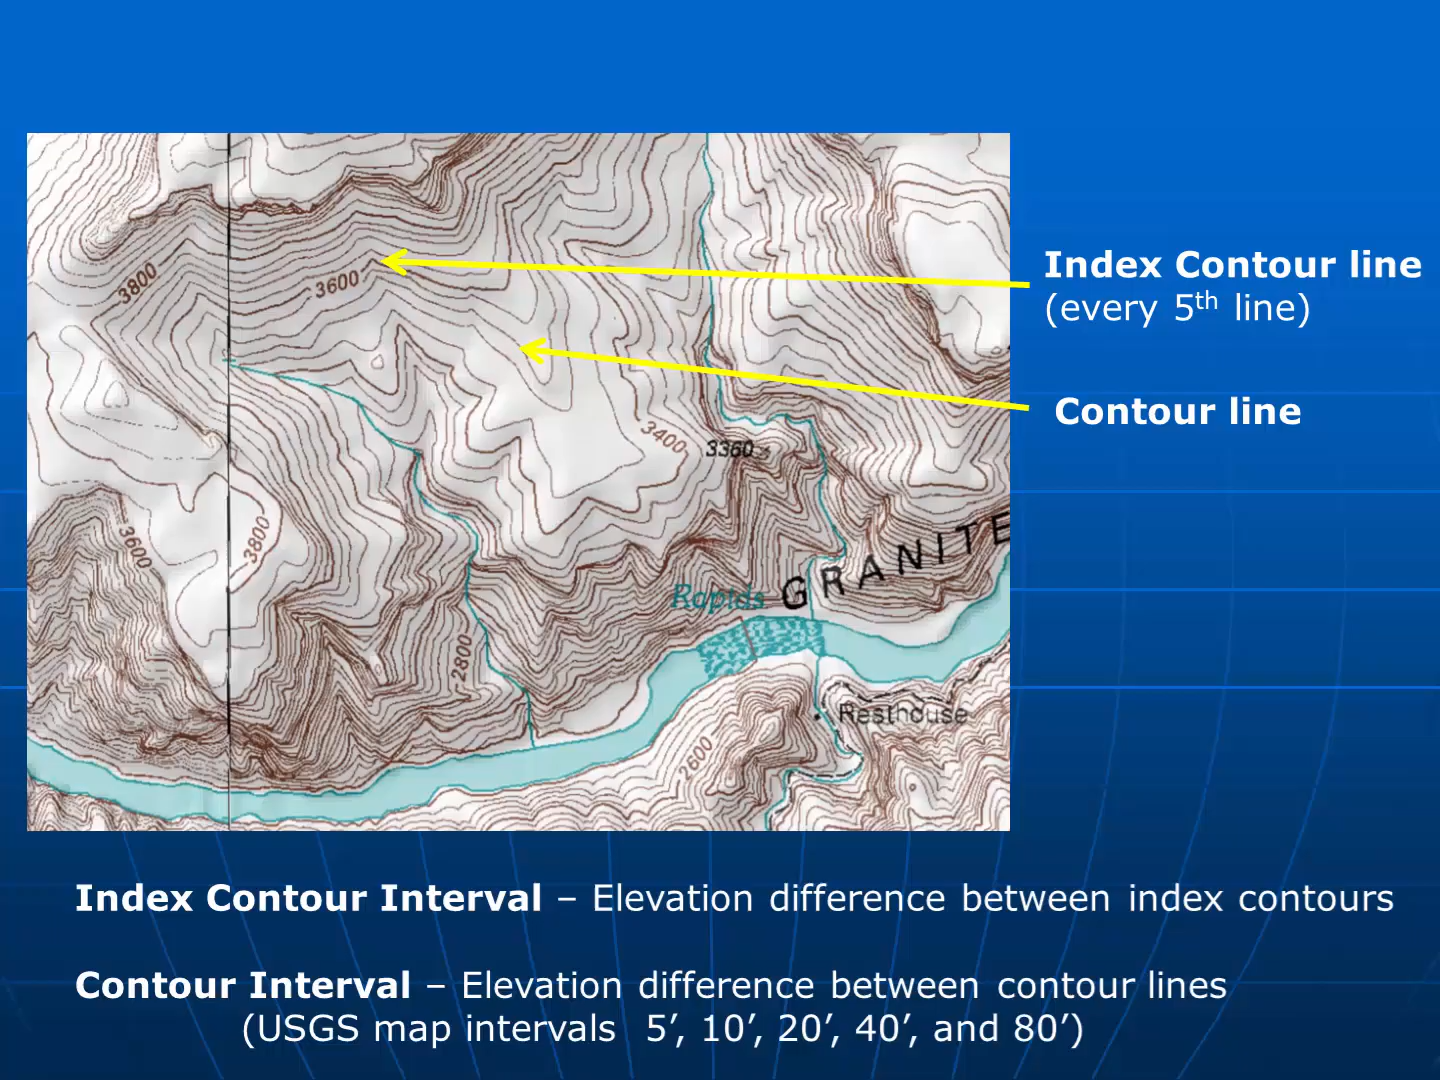 Index Contour line
(every 5th line)
Contour line
3800
3600
3400
3360
3600
3800
GRANITE
Rapids
2800
Resthouse
2600
Index Contour Interval – Elevation difference between index contours
Contour Interval – Elevation difference between contour lines
(USGS map intervals 5’, 10’, 20’, 40’, and 80’)